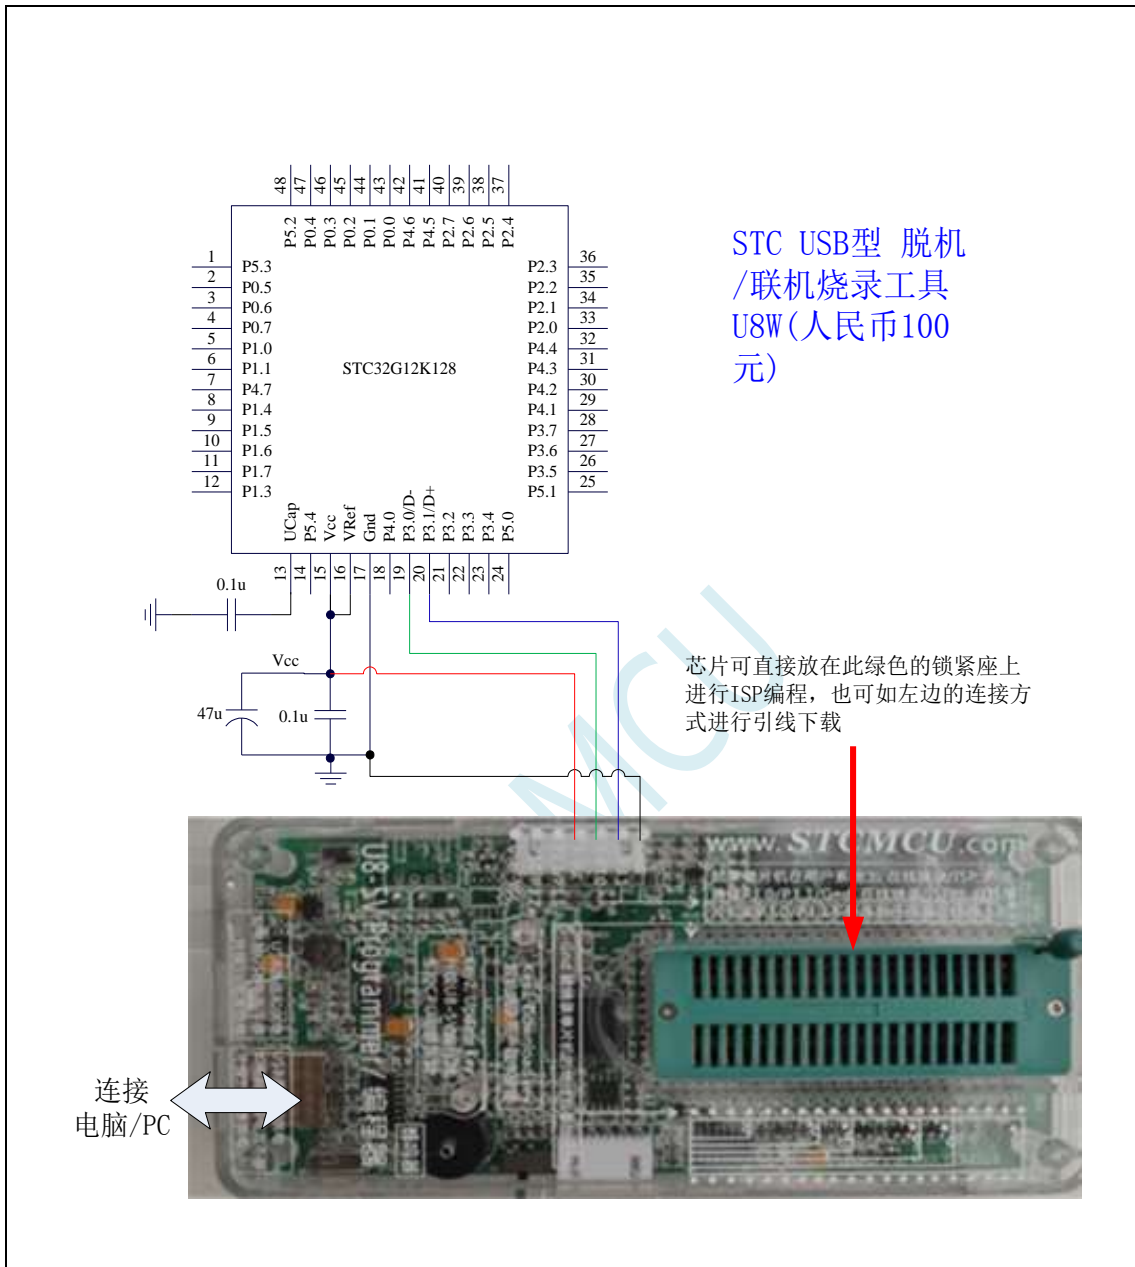 48
47
46
45
44
43
42
41
40
39
38
37
P5.2
P0.4
P0.3
P0.2
P0.1
P0.0
P4.6
P4.5
P2.7
P2.6
P2.5
P2.4
1 P5.3
2 P0.5
3 P0.6
4 P0.7
5 P1.0
6 P1.1
7 P4.7
8 P1.4
9 P1.5
10 P1.6
11 P1.7
12 P1.3
STC32G12K128
P2.3 36
P2.2 35
P2.1 34
P2.0 33
P4.4 32
P4.3 31
P4.2 30
P4.1 29
P3.7 28
P3.6 27
P3.5 26
P5.1 25
UCap
P5.4
Vcc
VRef
Gnd
P4.0
P3.0/D-
P3.1/D+
P3.2
P3.3
P3.4
P5.0
13
14
15
16
17
18
19
20
21
22
23
24
STC USB型 脱机
/联机烧录工具
U8W(人民币100
元)
0.1u
Vcc
47u
0.1u
芯片可直接放在此绿色的锁紧座上
进行ISP编程，也可如左边的连接方
式进行引线下载
MCU
www.STCMCU.com
U8-5V Programmer/编程器
连接
电脑/PC